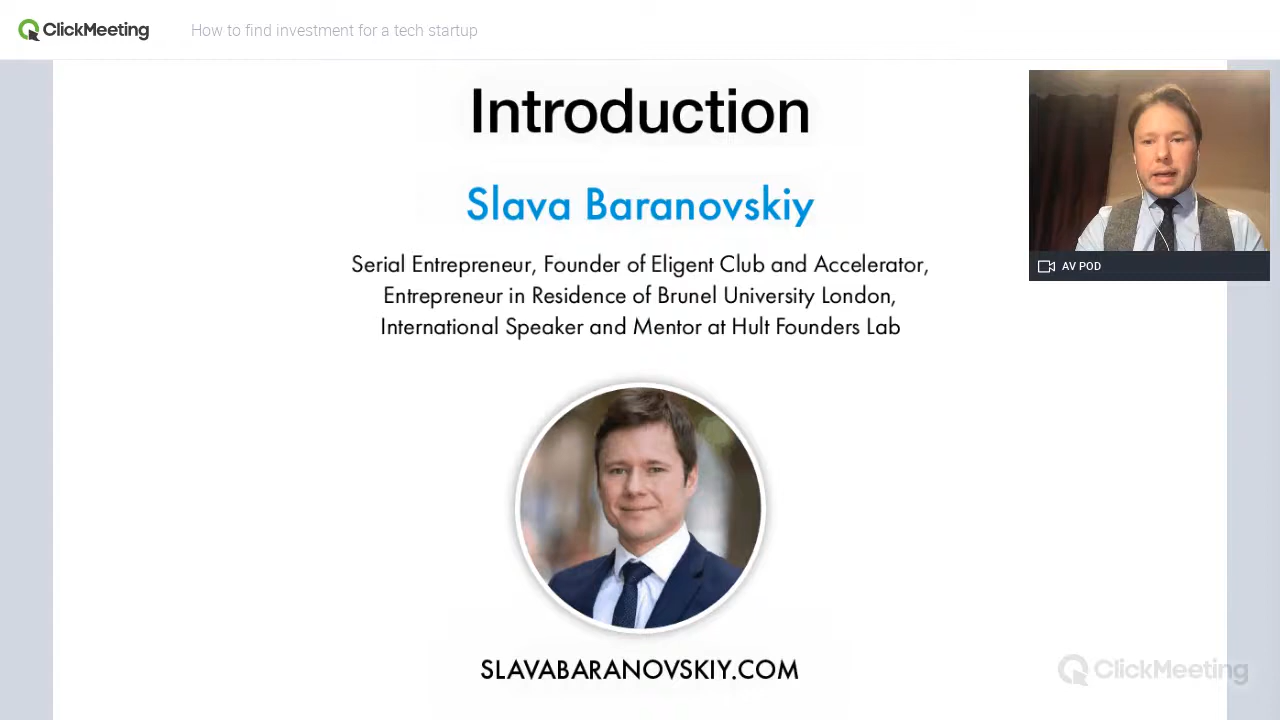 ClickMeeting
How to find investment for a tech startup
Introduction
Slava Baranovskiy
Serial Entrepreneur, Founder of Eligent Club and Accelerator,
Entrepreneur in Residence of Brunel University London,
International Speaker and Mentor at Hult Founders Lab
AV POD
SLAVABARANOVSKIY.COM
ClickMeeting